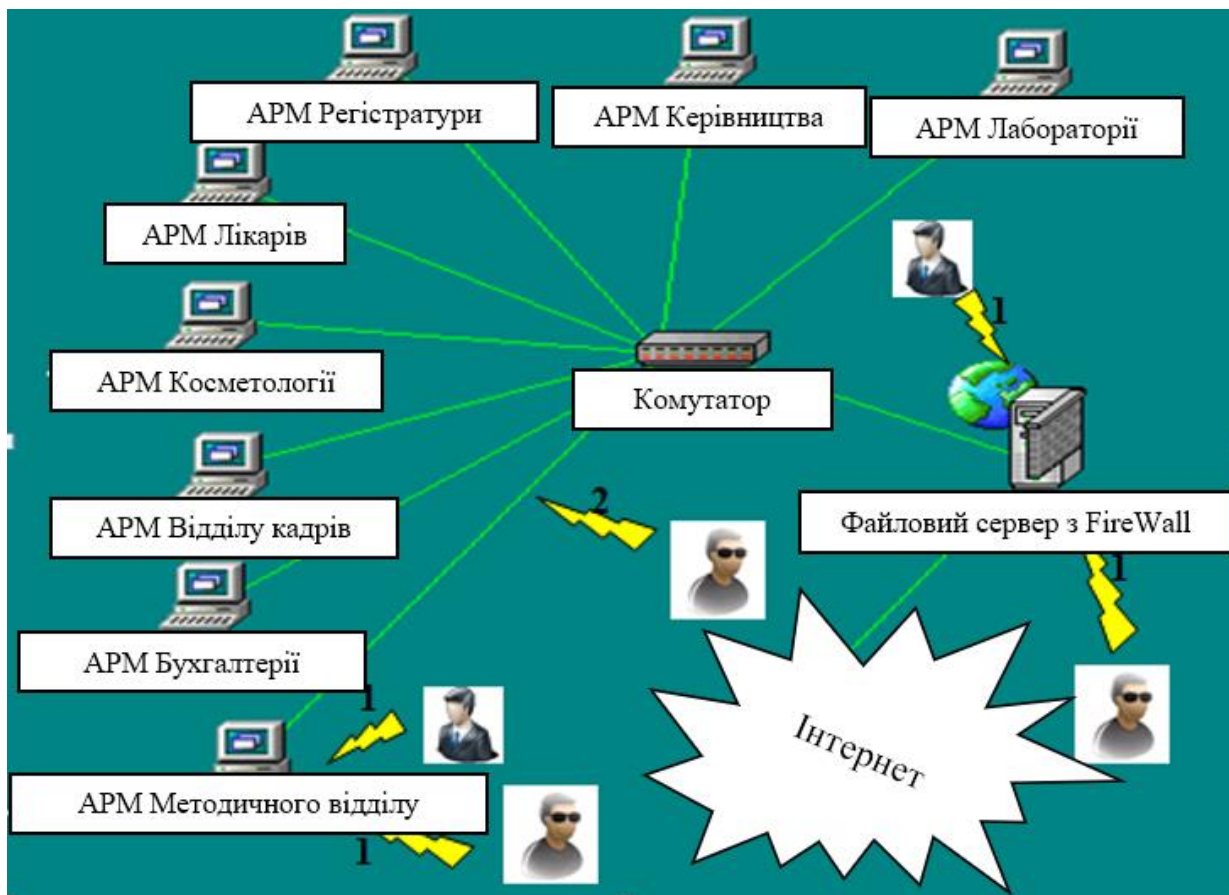 АРМ Регістратури
АРМ Керівництва
АРМ Лабораторії
АРМ Лікарів
1
АРМ Косметології
Комутатор
2
АРМ Відділу кадрів
Файловий сервер з FireWall
1
АРМ Бухгалтерії
1
Інтернет
АРМ Методичного відділу
1